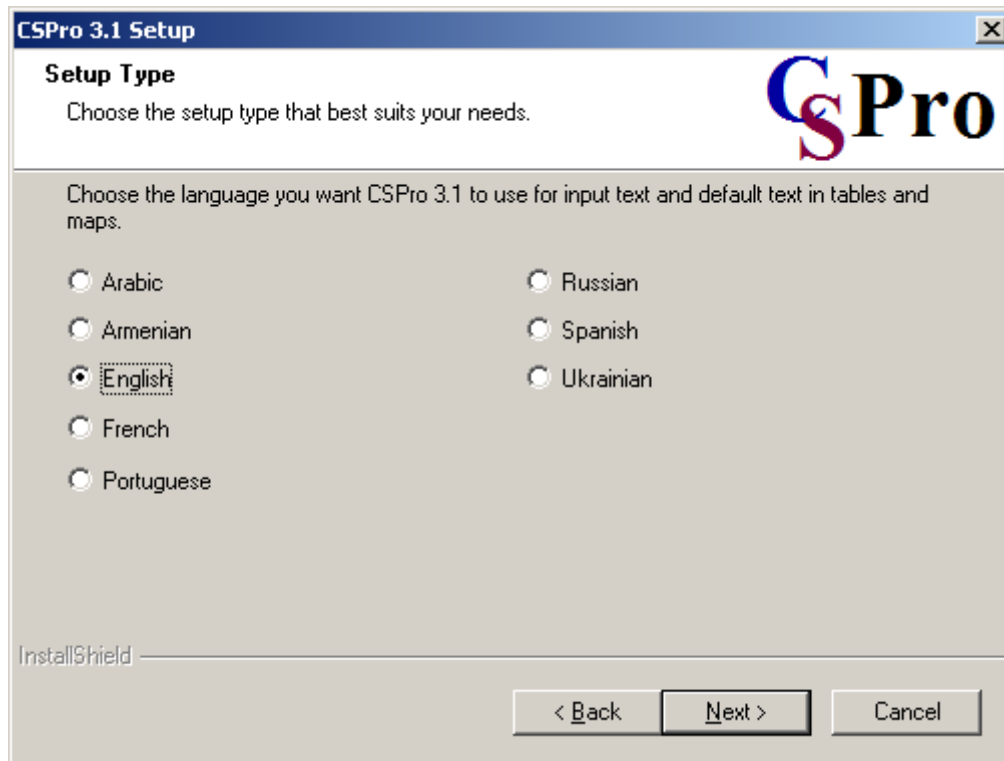 CSPro 3.1 Setup
Setup Type
Choose the setup type that best suits your needs.
CSPro
Choose the language you want CSPro 3.1 to use for input text and default text in tables and
maps.
Arabic
Armenian
English
French
Portuguese
Russian
Spanish
Ukrainian
InstallShield
< Back
Next >
Cancel